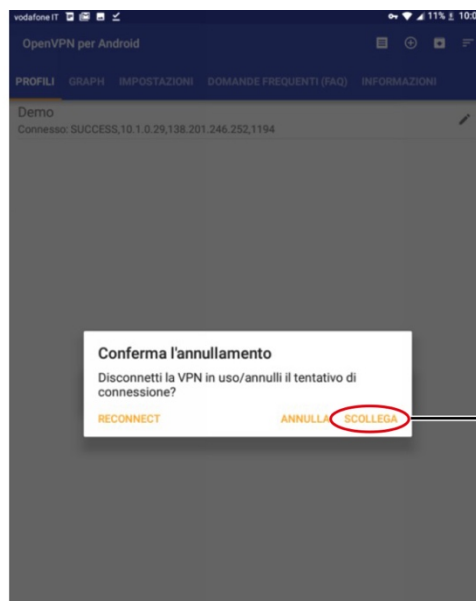 vodafone IT 11% 10:0
OpenVPN per Android
PROFILI GRAPH IMPOSTAZIONI DOMANDE FREQUENTI (FAQ) INFORMAZIONI
Demo
Connesso: SUCCESS,10.1.0.29,138.201.246.252,1194
Conferma l'annullamento
Disconnetti la VPN in uso/annulli il tentativo di
connessione?
RECONNECT ANNULLA SCOLLEGA